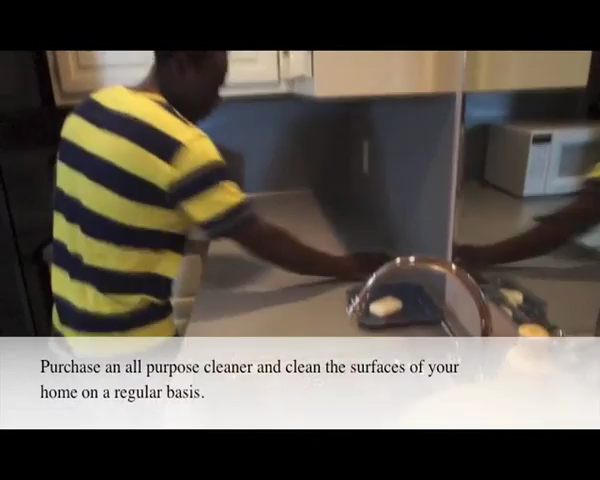 Purchase an all purpose cleaner and clean the surfaces of your
home on a regular basis.